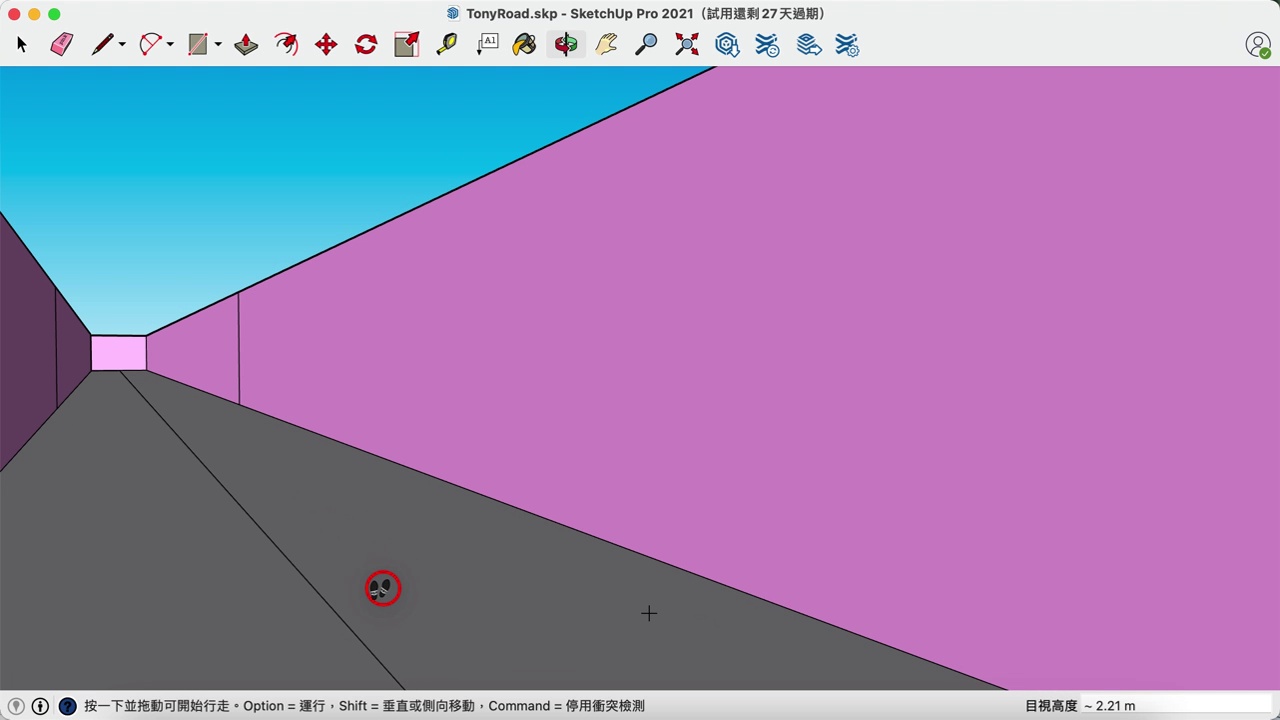 TonyRoad.skp - SketchUp Pro 2021（試用還剩 27 天過期）
A1
按一下並拖動可開始行走。Option = 運行，Shift = 垂直或側向移動，Command = 停用衝突檢測
目視高度 ~ 2.21 m